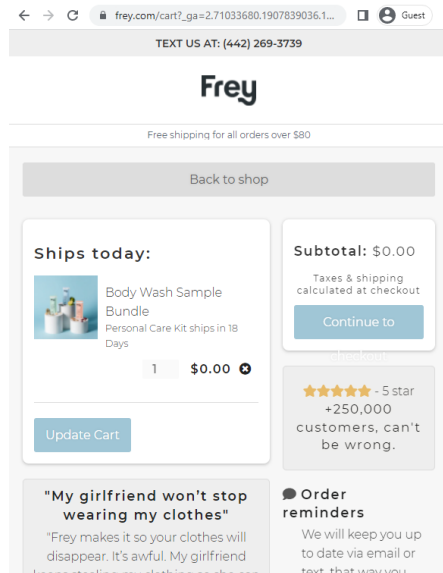 frey.com/cart?_ga=2.71033680.1907839036.1...
Guest
TEXT US AT: (442) 269-3739
Frey
Free shipping for all orders over $80
Back to shop
Ships today:
Body Wash Sample
Bundle
Personal Care Kit ships in 18
Days
1 $0.00
Update Cart
Subtotal: $0.00
Taxes & shipping
calculated at checkout
Continue to
checkout
- 5 star
+250,000
customers, can't
be wrong.
"My girlfriend won't stop
wearing my clothes"
"Frey makes it so your clothes will
disappear. It's awful. My girlfriend
Order
reminders
We will keep you up
to date via email or
text, that way you